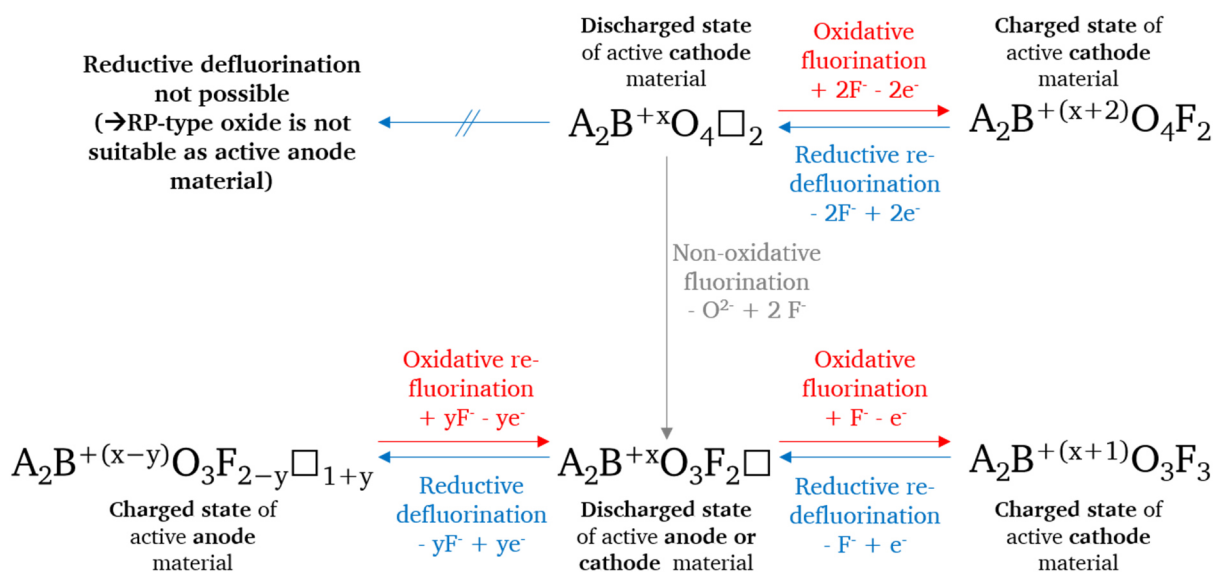 Reductive defluorination
not possible
(→RP-type oxide is not
suitable as active anode
material)
Discharged state
of active cathode
material
A₂B⁺ˣO₄□₂
Oxidative
fluorination
+ 2F⁻ - 2e⁻
Reductive re-
defluorination
- 2F⁻ + 2e⁻
Charged state of
active cathode
material
A₂B⁺⁽ˣ⁺²⁾O₄F₂
Non-oxidative
fluorination
- O²⁻ + 2 F⁻
A₂B⁺⁽ˣ⁻ʸ⁾O₃F₂₋y□₁₊y
Charged state of
active anode
material
Oxidative re-
fluorination
+ yF⁻ - ye⁻
Reductive
defluorination
- yF⁻ + ye⁻
A₂B⁺ˣO₃F₂□
Discharged state
of active anode or
cathode material
Oxidative
fluorination
+ F⁻ - e⁻
Reductive re-
defluorination
- F⁻ + e⁻
A₂B⁺⁽ˣ⁺¹⁾O₃F₃
Charged state of
active cathode
material